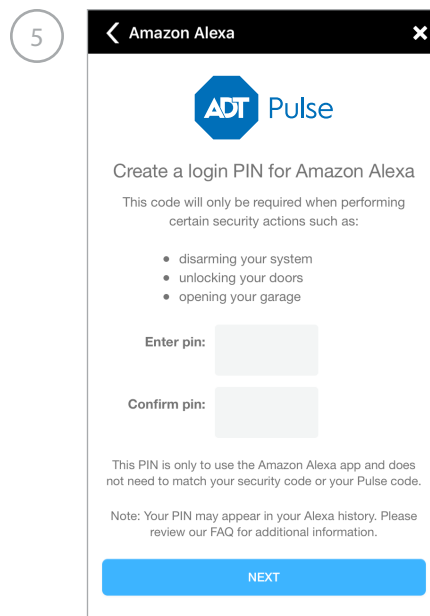 5
Amazon Alexa
ADT Pulse
Create a login PIN for Amazon Alexa
This code will only be required when performing
certain security actions such as:
• disarming your system
• unlocking your doors
• opening your garage
Enter pin:
Confirm pin:
This PIN is only to use the Amazon Alexa app and does
not need to match your security code or your Pulse code.
Note: Your PIN may appear in your Alexa history. Please
review our FAQ for additional information.
NEXT